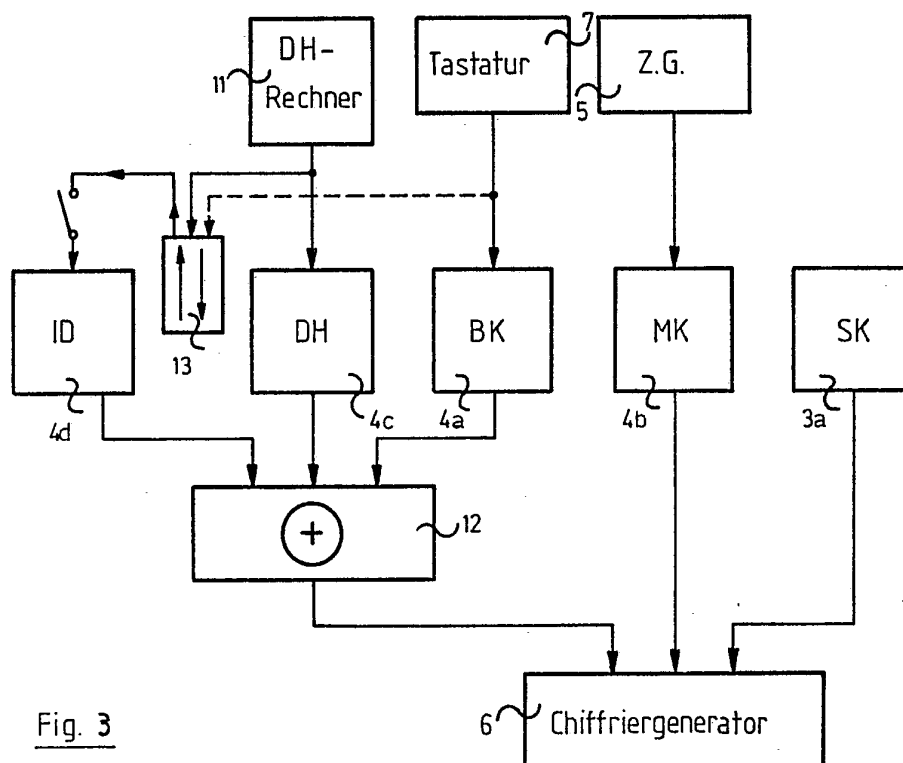 DH-
Rechner
11
Tastatur
7
Z.G.
5
ID
4d
13
DH
4c
BK
4a
MK
4b
SK
3a
+
12
Fig. 3
6
Chiffriergenerator